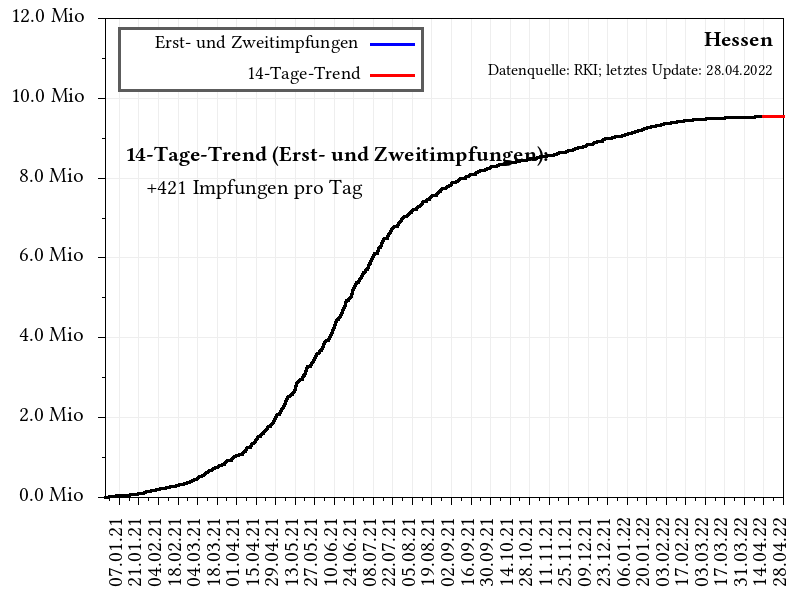 12.0 Mio
10.0 Mio
8.0 Mio
6.0 Mio
4.0 Mio
2.0 Mio
0.0 Mio
Erst- und Zweitimpfungen
14-Tage-Trend
Hessen
Datenquelle: RKI; letztes Update: 28.04.2022
14-Tage-Trend (Erst- und Zweitimpfungen):
+421 Impfungen pro Tag
07.01.21
21.01.21
04.02.21
18.02.21
04.03.21
18.03.21
01.04.21
15.04.21
29.04.21
13.05.21
27.05.21
10.06.21
24.06.21
08.07.21
22.07.21
05.08.21
19.08.21
02.09.21
16.09.21
30.09.21
14.10.21
28.10.21
11.11.21
25.11.21
09.12.21
23.12.21
06.01.22
20.01.22
03.02.22
17.02.22
03.03.22
17.03.22
31.03.22
14.04.22
28.04.22